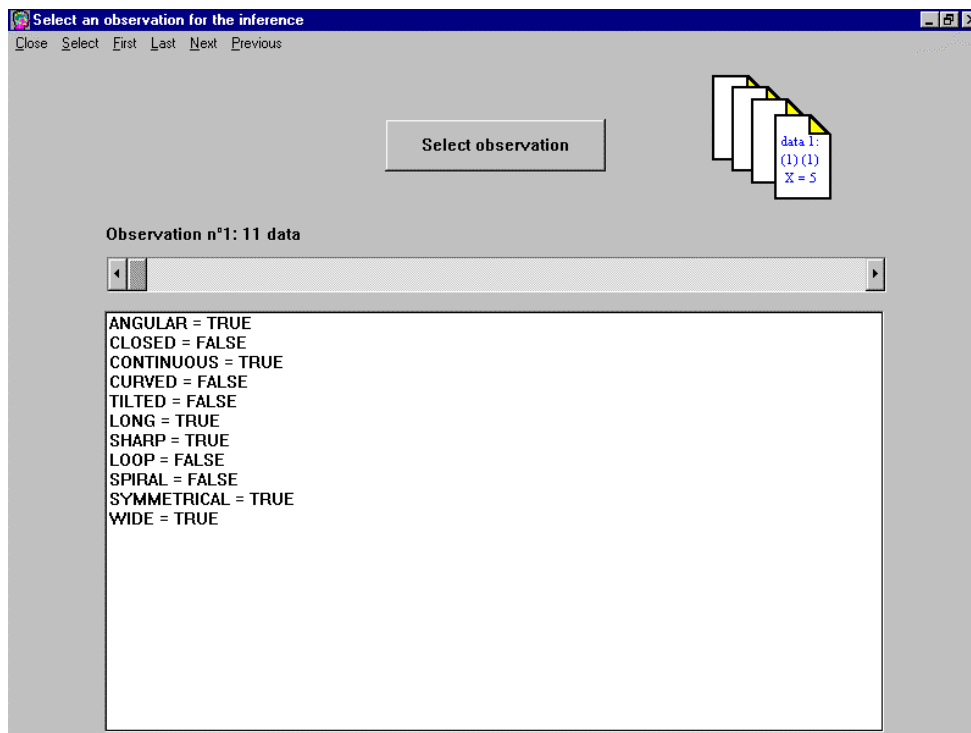 Select an observation for the inference
Close Select First Last Next Previous
Select observation
data 1:
(1) (1)
X = 5
Observation n°1: 11 data
ANGULAR = TRUE
CLOSED = FALSE
CONTINUOUS = TRUE
CURVED = FALSE
TILTED = FALSE
LONG = TRUE
SHARP = TRUE
LOOP = FALSE
SPIRAL = FALSE
SYMMETRICAL = TRUE
WIDE = TRUE